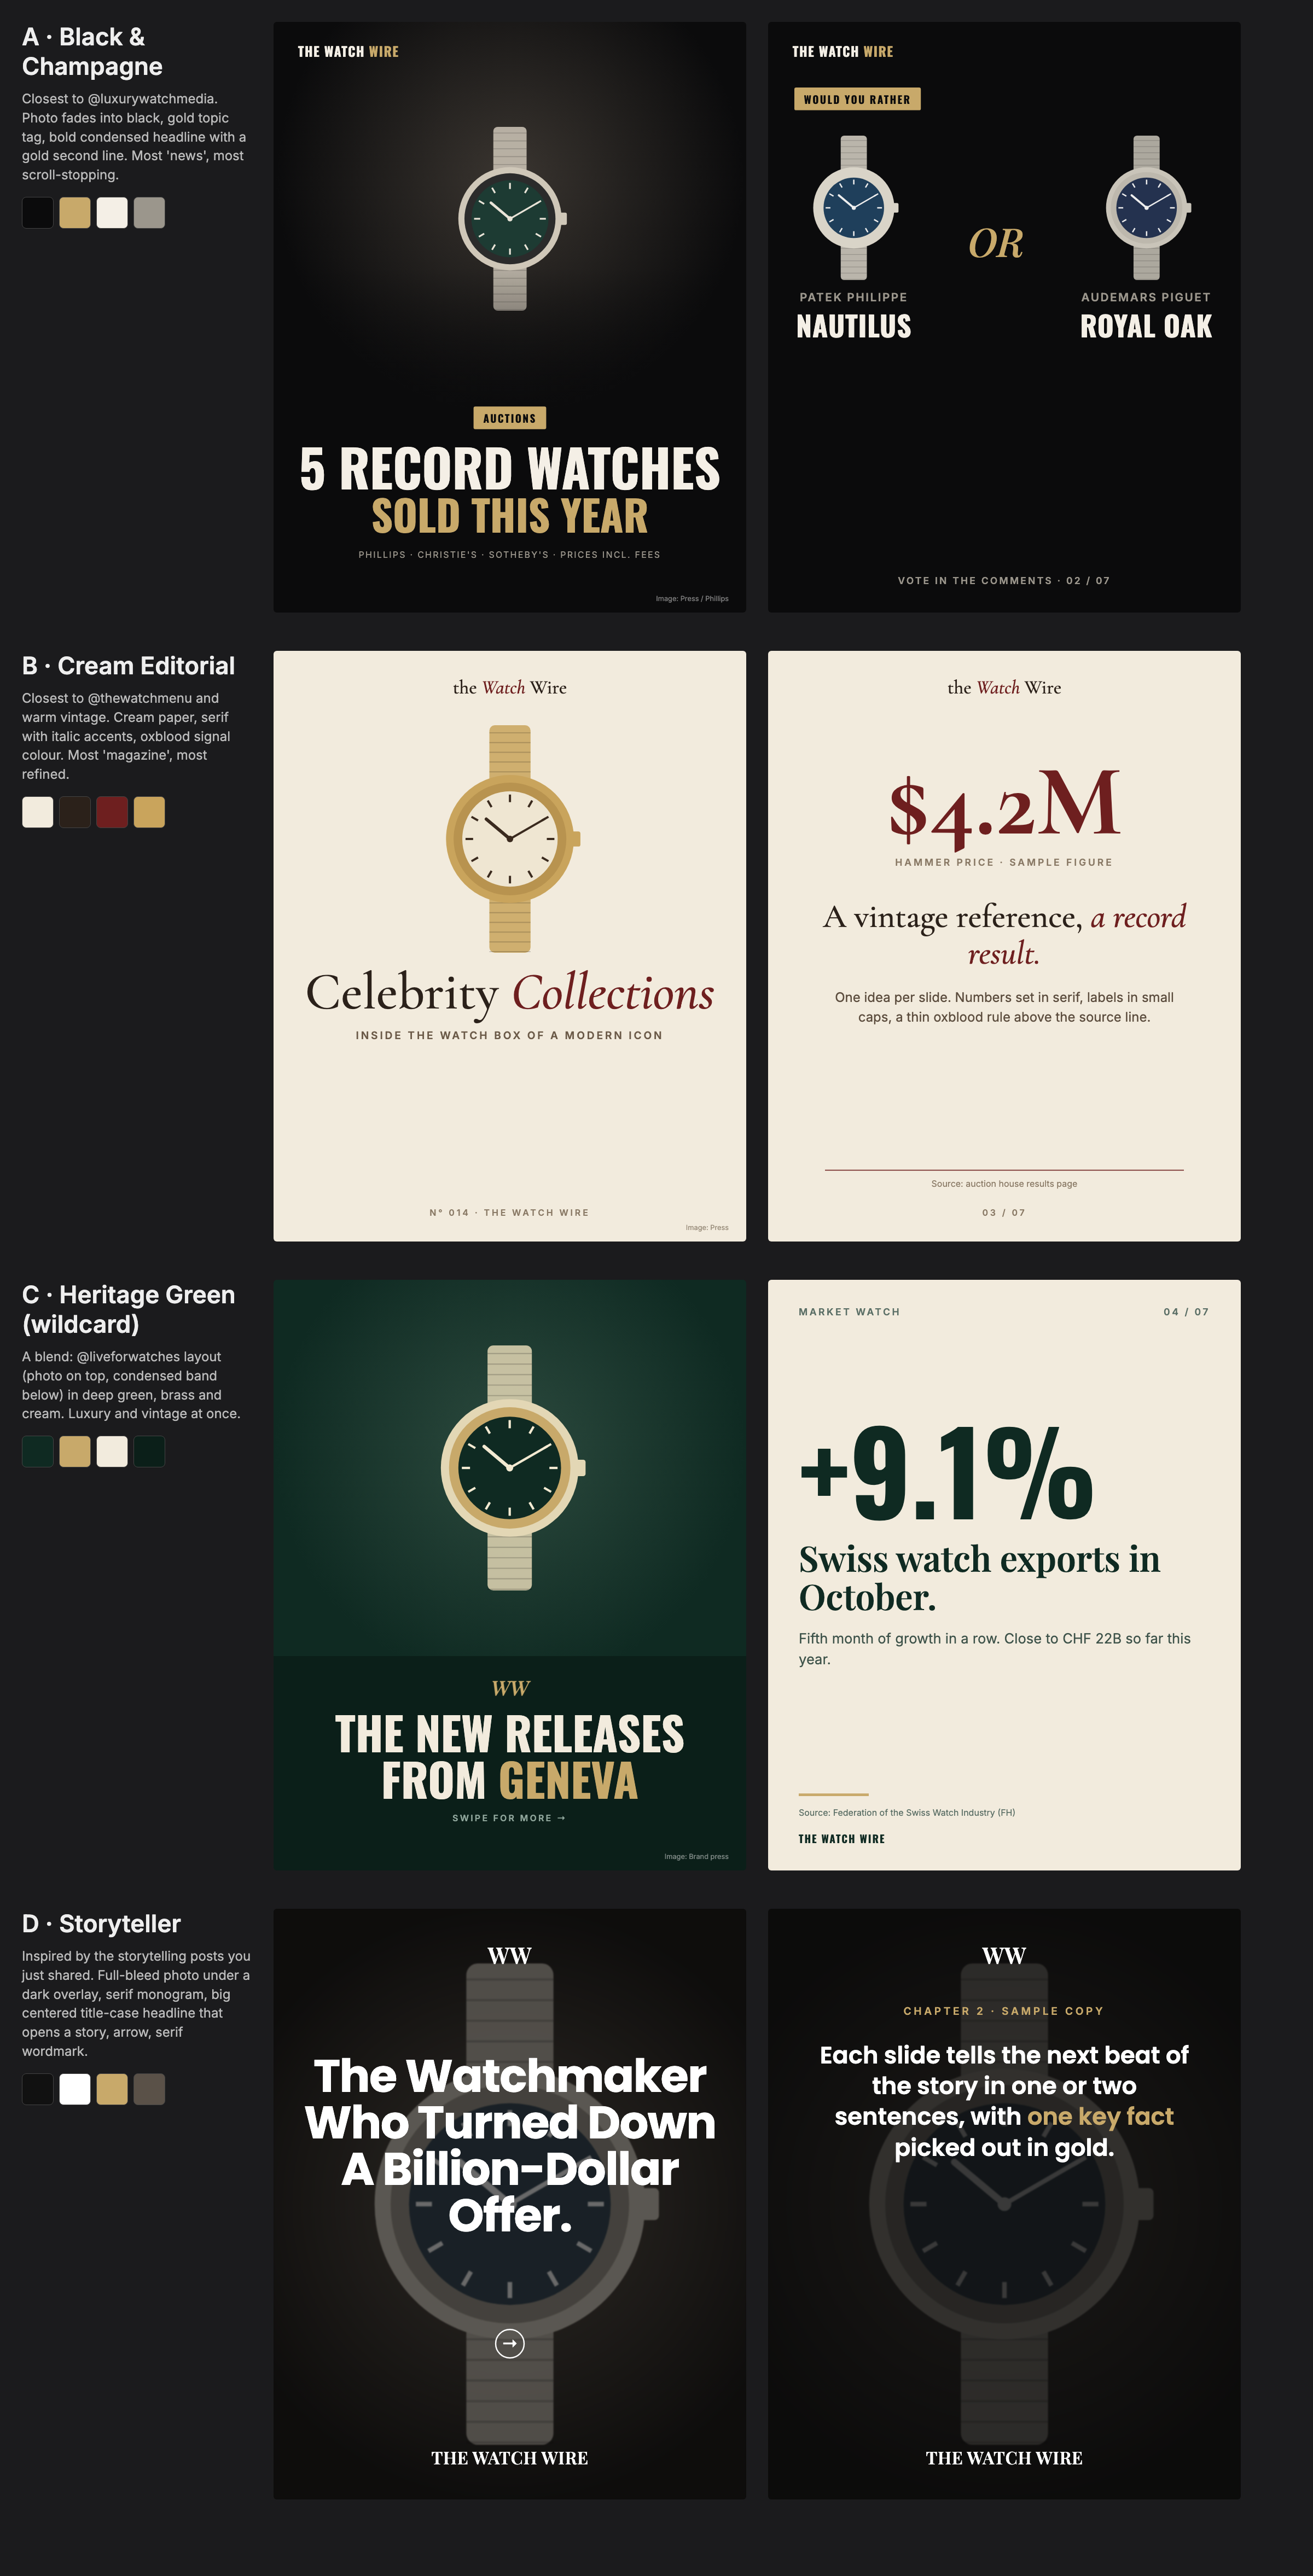 A · Black &
Champagne
Closest to @luxurywatchmedia.
Photo fades into black, gold topic
tag, bold condensed headline with a
gold second line. Most 'news', most
scroll-stopping.
THE WATCH WIRE
AUCTIONS
5 RECORD WATCHES
SOLD THIS YEAR
PHILLIPS · CHRISTIE'S · SOTHEBY'S · PRICES INCL. FEES
Image: Press / Phillips
THE WATCH WIRE
WOULD YOU RATHER
OR
PATEK PHILIPPE
NAUTILUS
AUDEMARS PIGUET
ROYAL OAK
VOTE IN THE COMMENTS · 02 / 07
B · Cream Editorial
Closest to @thewatchmenu and
warm vintage. Cream paper, serif
with italic accents, oxblood signal
colour. Most 'magazine', most
refined.
the Watch Wire
Celebrity Collections
INSIDE THE WATCH BOX OF A MODERN ICON
N° 014 · THE WATCH WIRE
Image: Press
the Watch Wire
$4.2M
HAMMER PRICE · SAMPLE FIGURE
A vintage reference, a record
result.
One idea per slide. Numbers set in serif, labels in small
caps, a thin oxblood rule above the source line.
Source: auction house results page
03 / 07
C · Heritage Green
(wildcard)
A blend: @liveforwatches layout
(photo on top, condensed band
below) in deep green, brass and
cream. Luxury and vintage at once.
WW
THE NEW RELEASES
FROM GENEVA
SWIPE FOR MORE →
Image: Brand press
MARKET WATCH
04 / 07
+9.1%
Swiss watch exports in
October.
Fifth month of growth in a row. Close to CHF 22B so far this
year.
Source: Federation of the Swiss Watch Industry (FH)
THE WATCH WIRE
D · Storyteller
Inspired by the storytelling posts you
just shared. Full-bleed photo under a
dark overlay, serif monogram, big
centered title-case headline that
opens a story, arrow, serif
wordmark.
WW
The Watchmaker
Who Turned Down
A Billion-Dollar
Offer.
→
THE WATCH WIRE
WW
CHAPTER 2 · SAMPLE COPY
Each slide tells the next beat of
the story in one or two
sentences, with one key fact
picked out in gold.
THE WATCH WIRE